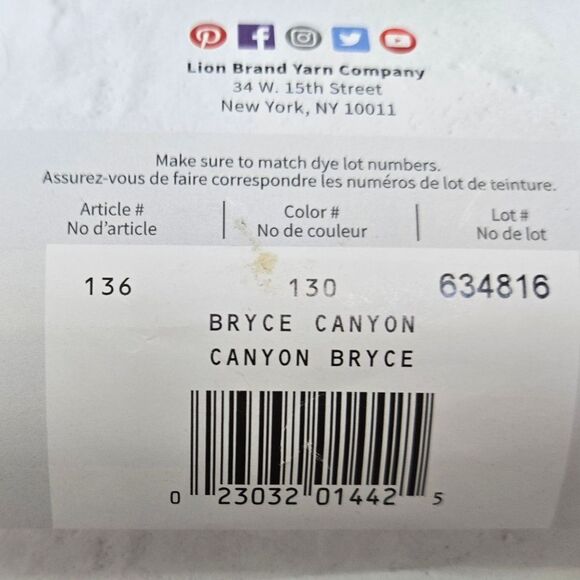 Lion Brand Yarn Company
34 W. 15th Street
New York, NY 10011
Make sure to match dye lot numbers.
Assurez-vous de faire correspondre les numéros de lot de teinture.
Article # Color # Lot #
No d'article No de couleur No de lot
136 130 634816
BRYCE CANYON
CANYON BRYCE
0 23032 01442 5